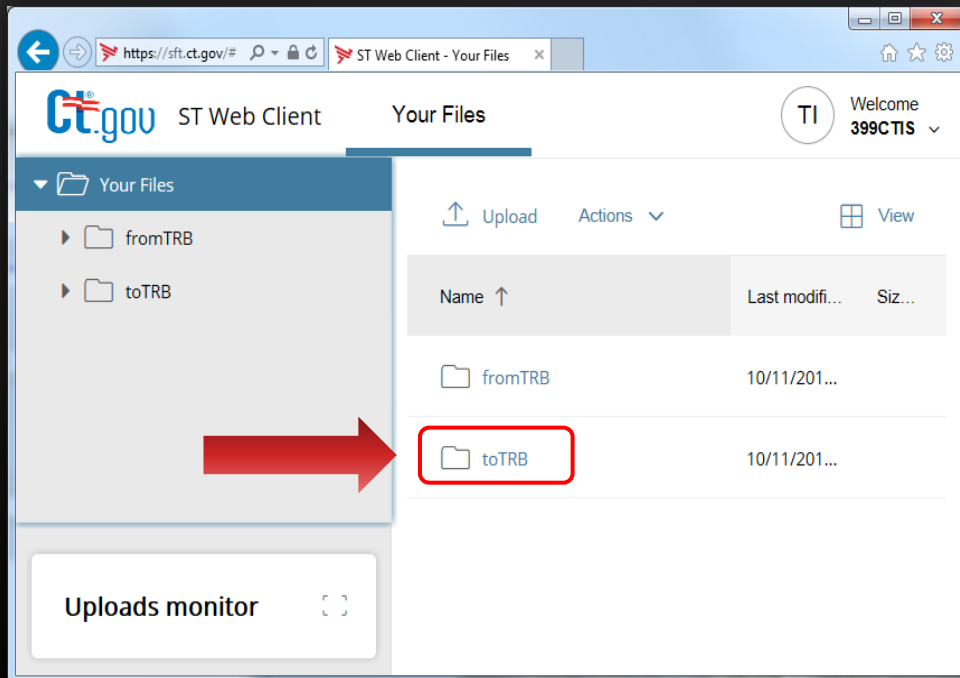 https://sft.ct.gov/#
ST Web Client - Your Files
Ct.gov®
ST Web Client
Your Files
TI
Welcome
399CTIS
Your Files
fromTRB
toTRB
Upload
Actions
View
Name
Last modifi...
Siz...
fromTRB
10/11/201...
toTRB
10/11/201...
Uploads monitor